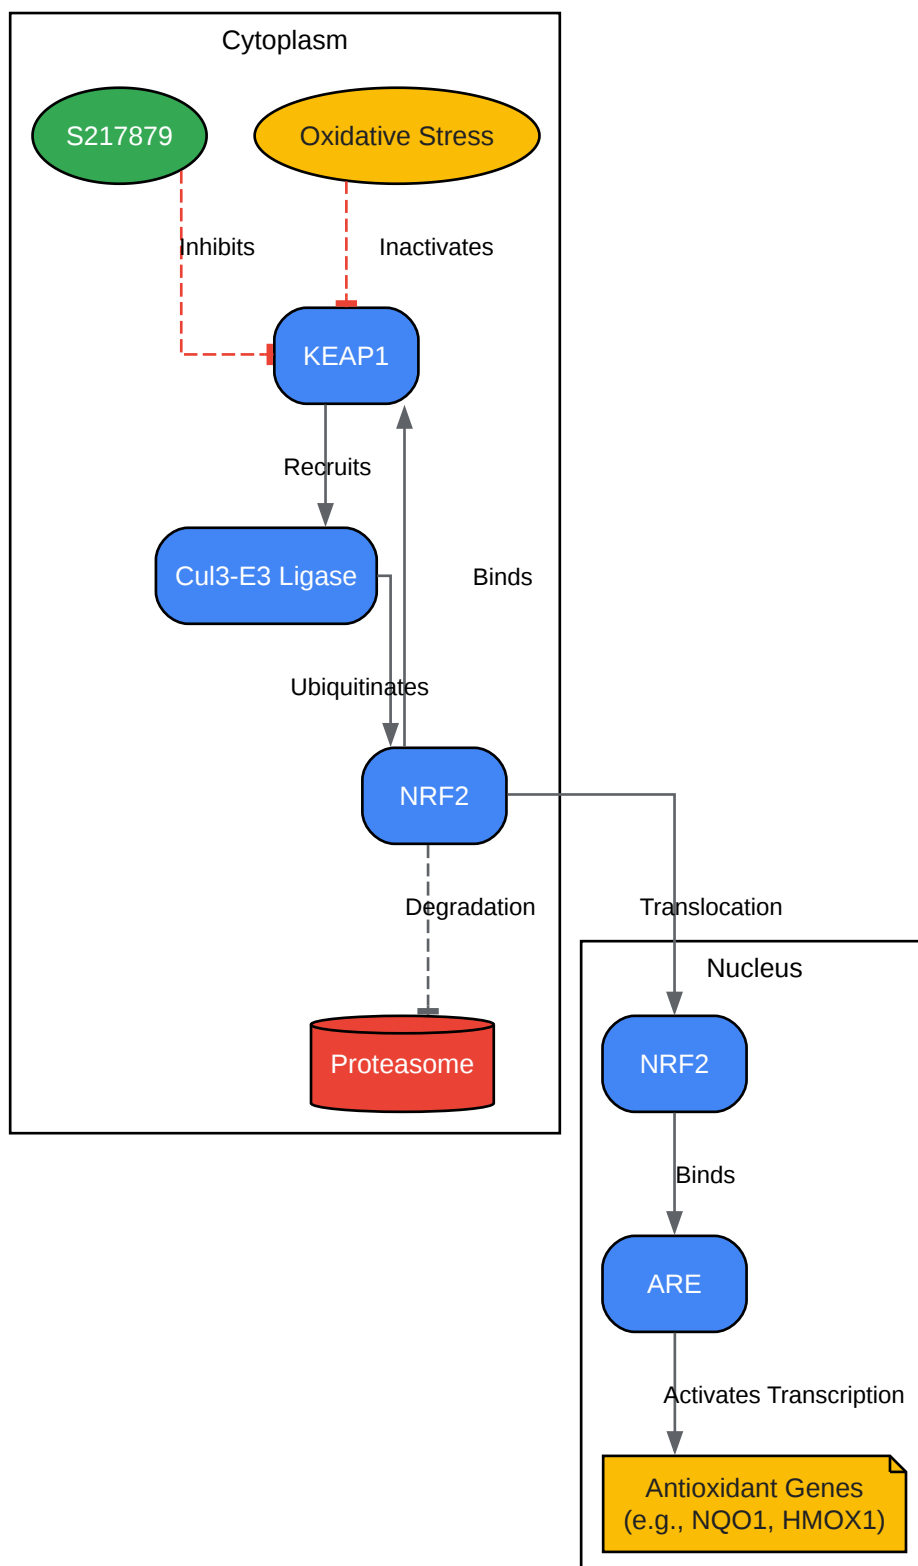 Cytoplasm
S217879
Oxidative Stress
Inhibits
Inactivates
KEAP1
Recruits
Cul3-E3 Ligase
Binds
Ubiquitinates
NRF2
Degradation
Translocation
Nucleus
Proteasome
NRF2
Binds
ARE
Activates Transcription
Antioxidant Genes
(e.g., NQO1, HMOX1)